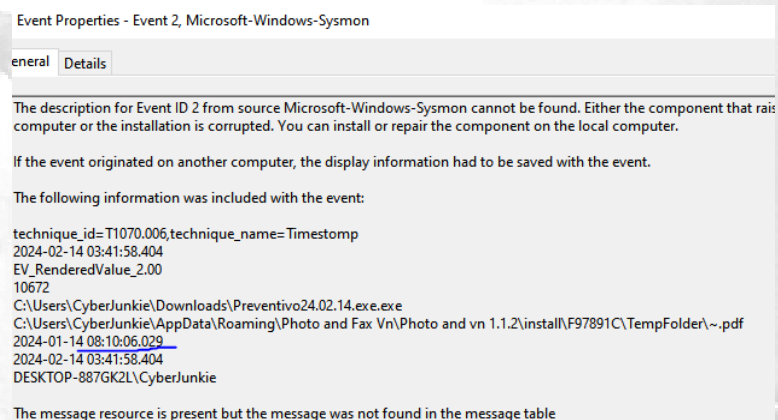 Event Properties - Event 2, Microsoft-Windows-Sysmon
eneral Details
The description for Event ID 2 from source Microsoft-Windows-Sysmon cannot be found. Either the component that rais
computer or the installation is corrupted. You can install or repair the component on the local computer.
If the event originated on another computer, the display information had to be saved with the event.
The following information was included with the event:
technique_id=T1070.006,technique_name=Timestomp
2024-02-14 03:41:58.404
EV_RenderedValue_2.00
10672
C:\Users\CyberJunkie\Downloads\Preventivo24.02.14.exe.exe
C:\Users\CyberJunkie\AppData\Roaming\Photo and Fax Vn\Photo and vn 1.1.2\install\F97891C\TempFolder\~.pdf
2024-01-14 08:10:06.029
2024-02-14 03:41:58.404
DESKTOP-887GK2L\CyberJunkie
The message resource is present but the message was not found in the message table